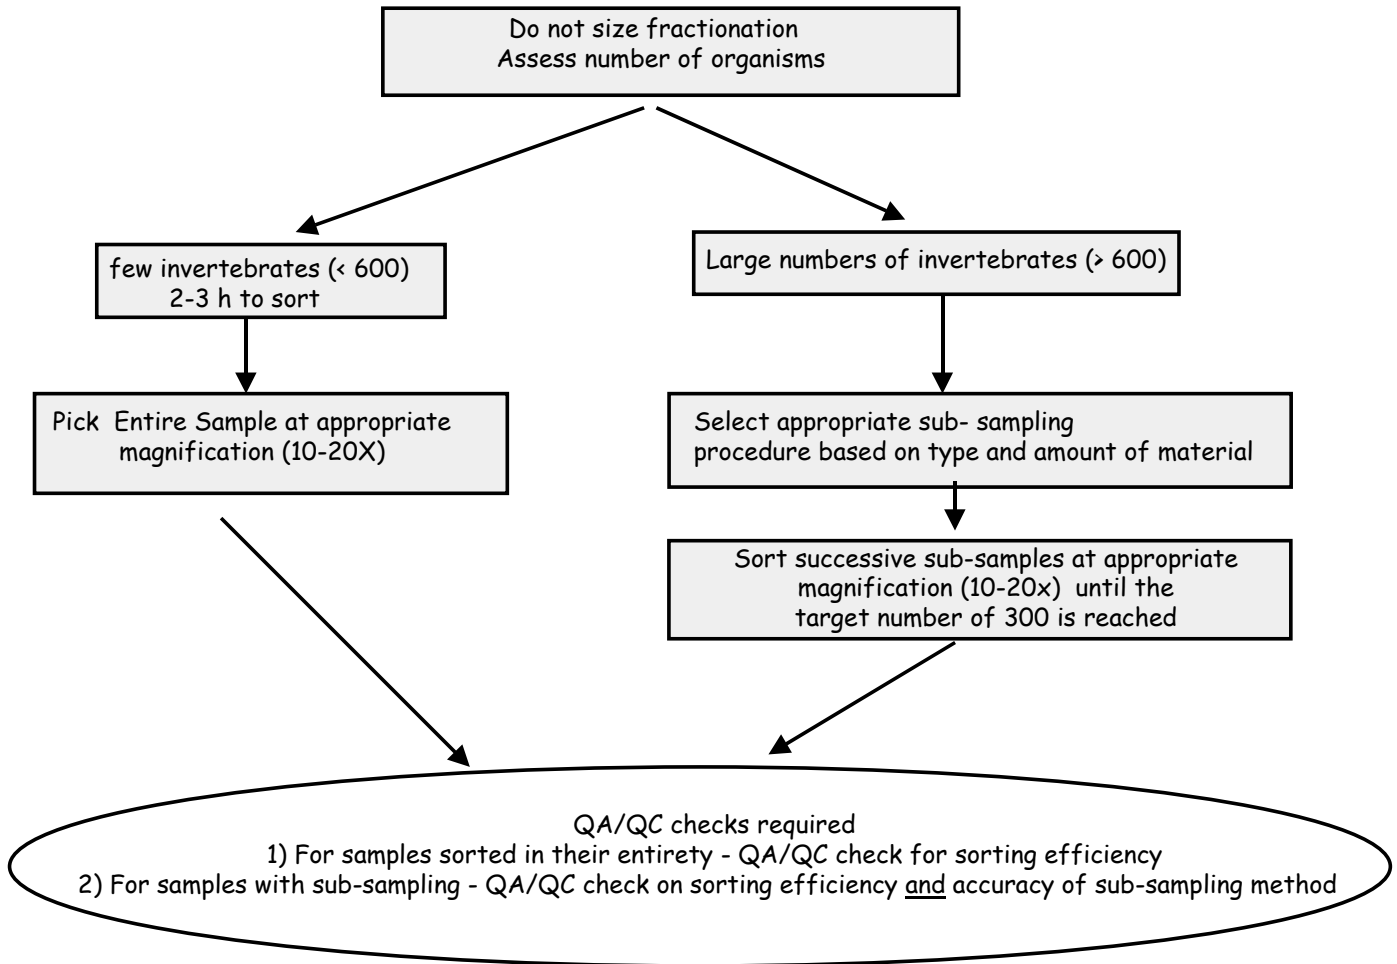 Do not size fractionation
Assess number of organisms
few invertebrates (< 600)
2-3 h to sort
Large numbers of invertebrates (> 600)
Pick Entire Sample at appropriate
magnification (10-20X)
Select appropriate sub- sampling
procedure based on type and amount of material
Sort successive sub-samples at appropriate
magnification (10-20x) until the
target number of 300 is reached
QA/QC checks required
1) For samples sorted in their entirety - QA/QC check for sorting efficiency
2) For samples with sub-sampling - QA/QC check on sorting efficiency and accuracy of sub-sampling method